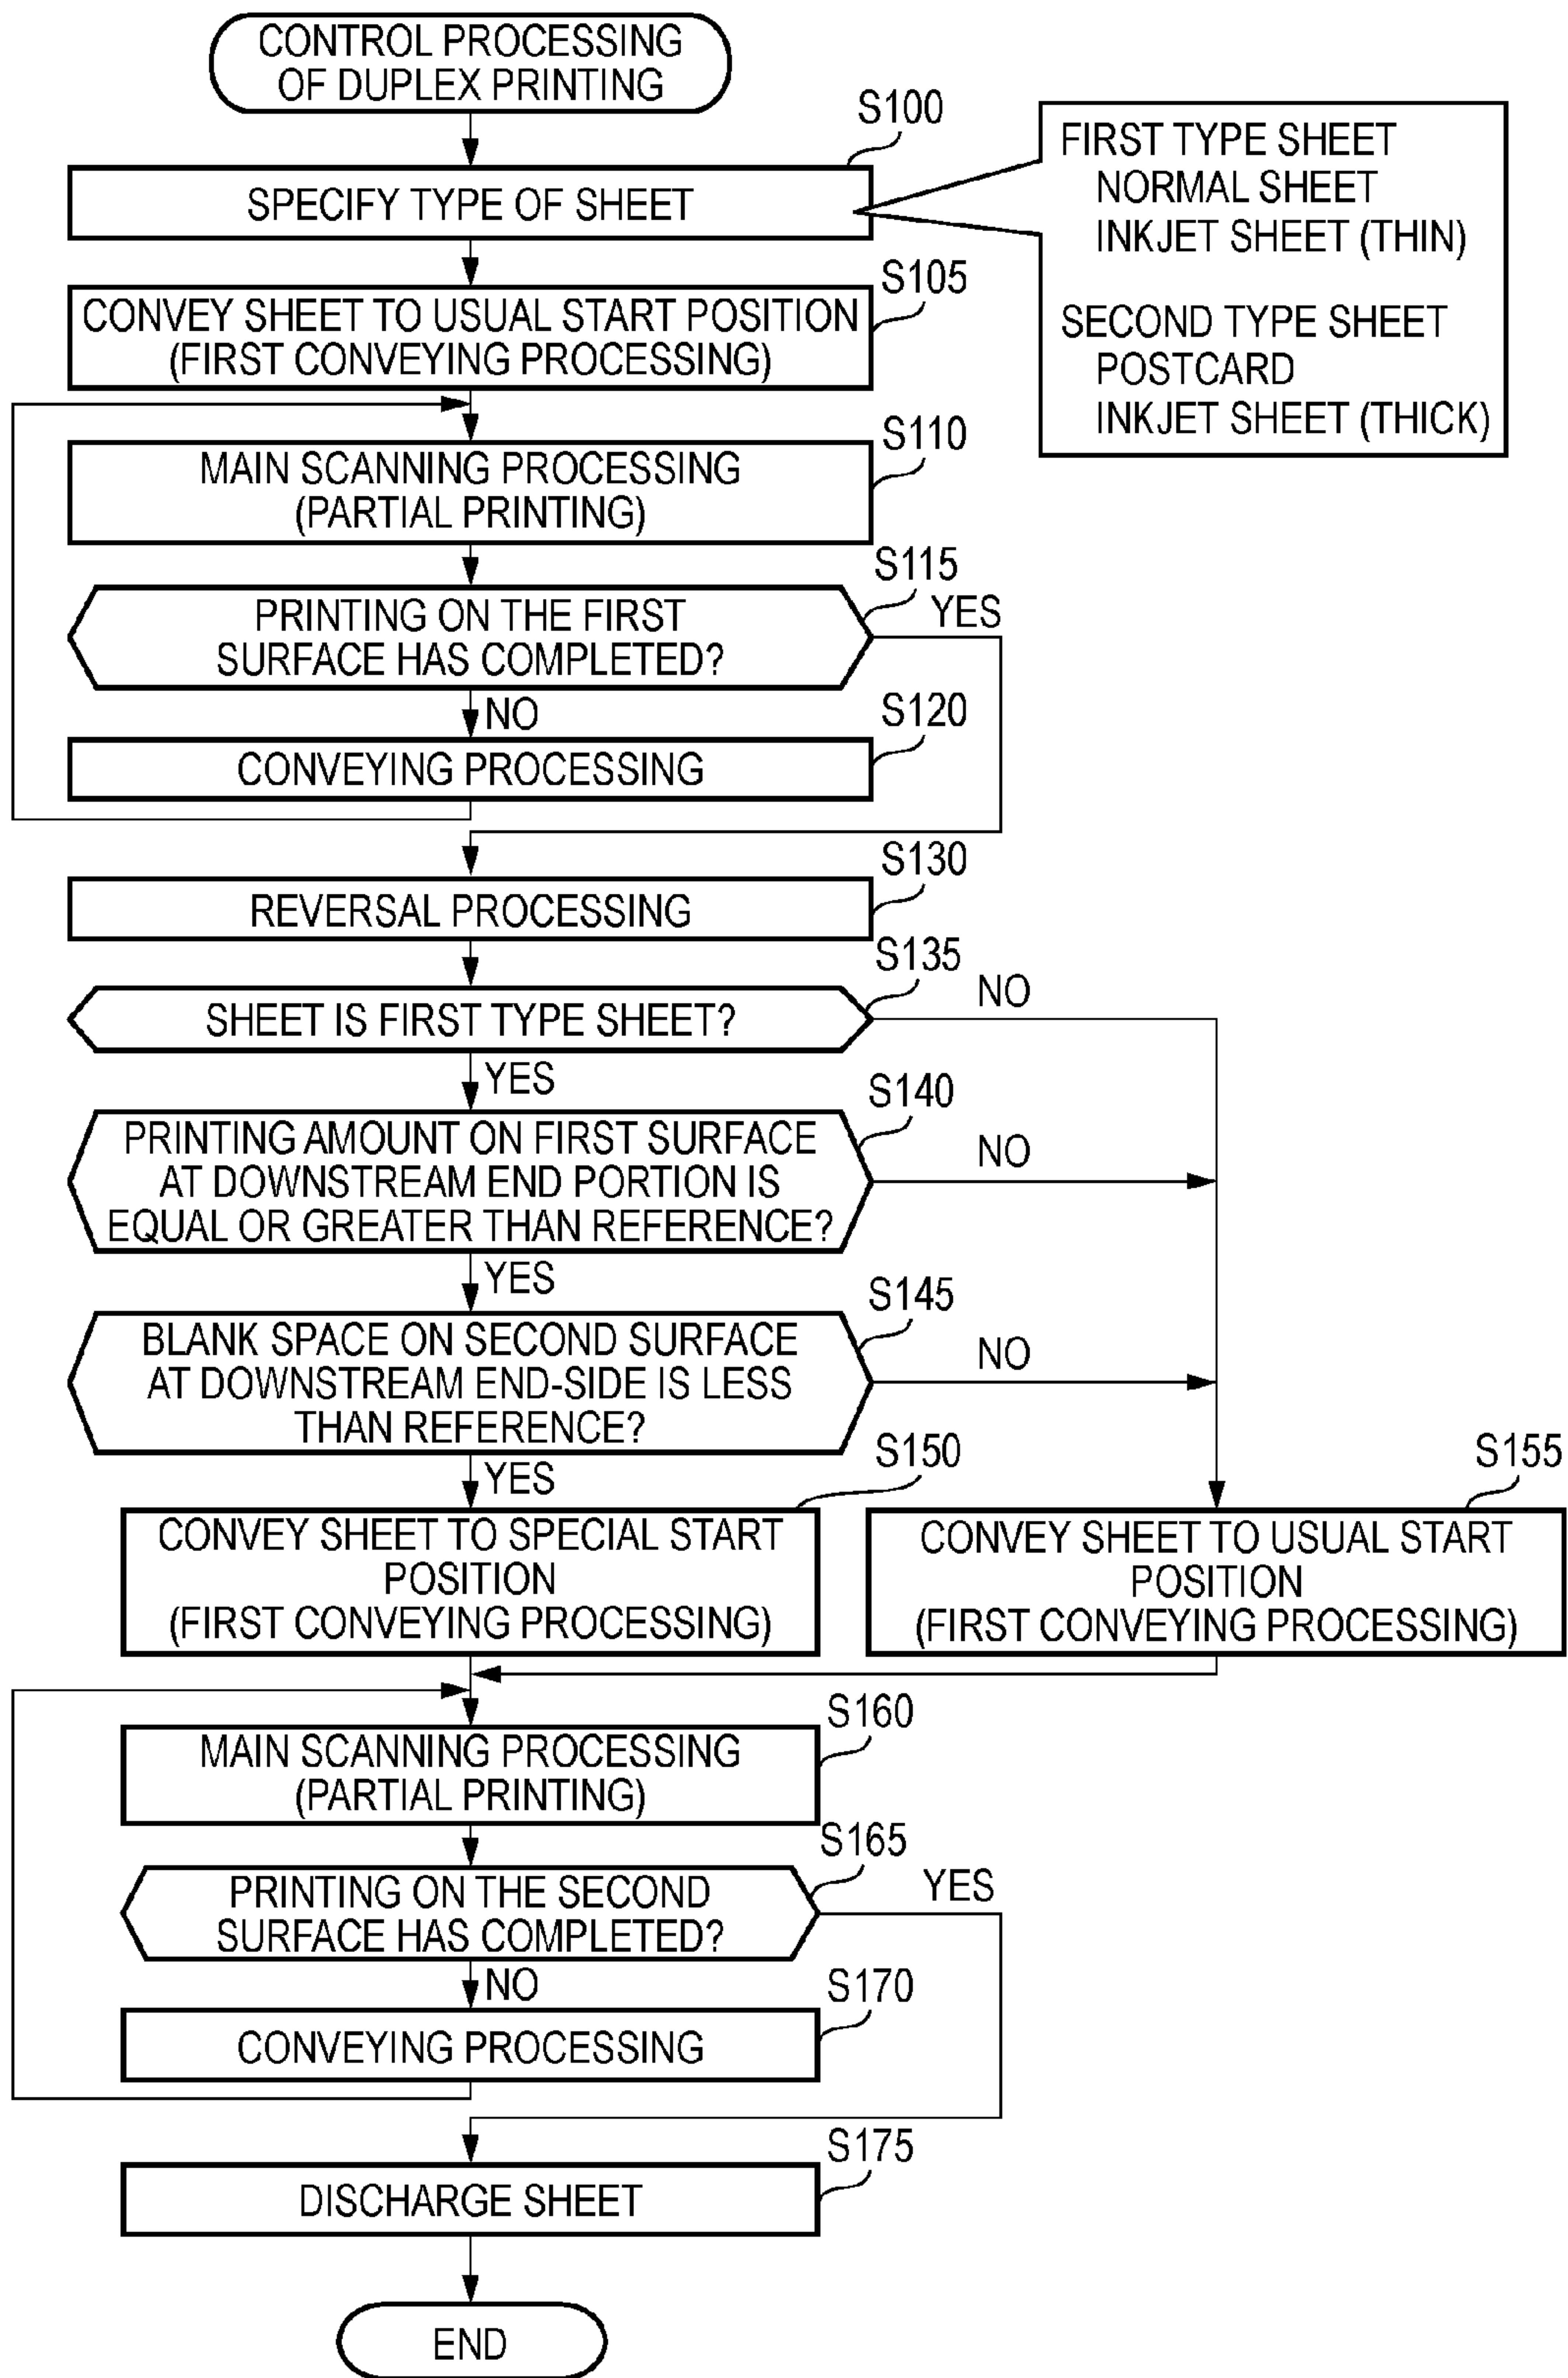 CONTROL PROCESSING
OF DUPLEX PRINTING
S100
SPECIFY TYPE OF SHEET
FIRST TYPE SHEET
NORMAL SHEET
INKJET SHEET (THIN)
SECOND TYPE SHEET
POSTCARD
INKJET SHEET (THICK)
S105
CONVEY SHEET TO USUAL START POSITION
(FIRST CONVEYING PROCESSING)
S110
MAIN SCANNING PROCESSING
(PARTIAL PRINTING)
S115
PRINTING ON THE FIRST
SURFACE HAS COMPLETED?
YES
NO
S120
CONVEYING PROCESSING
S130
REVERSAL PROCESSING
S135
SHEET IS FIRST TYPE SHEET?
NO
YES
S140
PRINTING AMOUNT ON FIRST SURFACE
AT DOWNSTREAM END PORTION IS
EQUAL OR GREATER THAN REFERENCE?
NO
YES
S145
BLANK SPACE ON SECOND SURFACE
AT DOWNSTREAM END-SIDE IS LESS
THAN REFERENCE?
NO
YES
S150
CONVEY SHEET TO SPECIAL START
POSITION
(FIRST CONVEYING PROCESSING)
S155
CONVEY SHEET TO USUAL START
POSITION
(FIRST CONVEYING PROCESSING)
S160
MAIN SCANNING PROCESSING
(PARTIAL PRINTING)
S165
PRINTING ON THE SECOND
SURFACE HAS COMPLETED?
YES
NO
S170
CONVEYING PROCESSING
S175
DISCHARGE SHEET
END